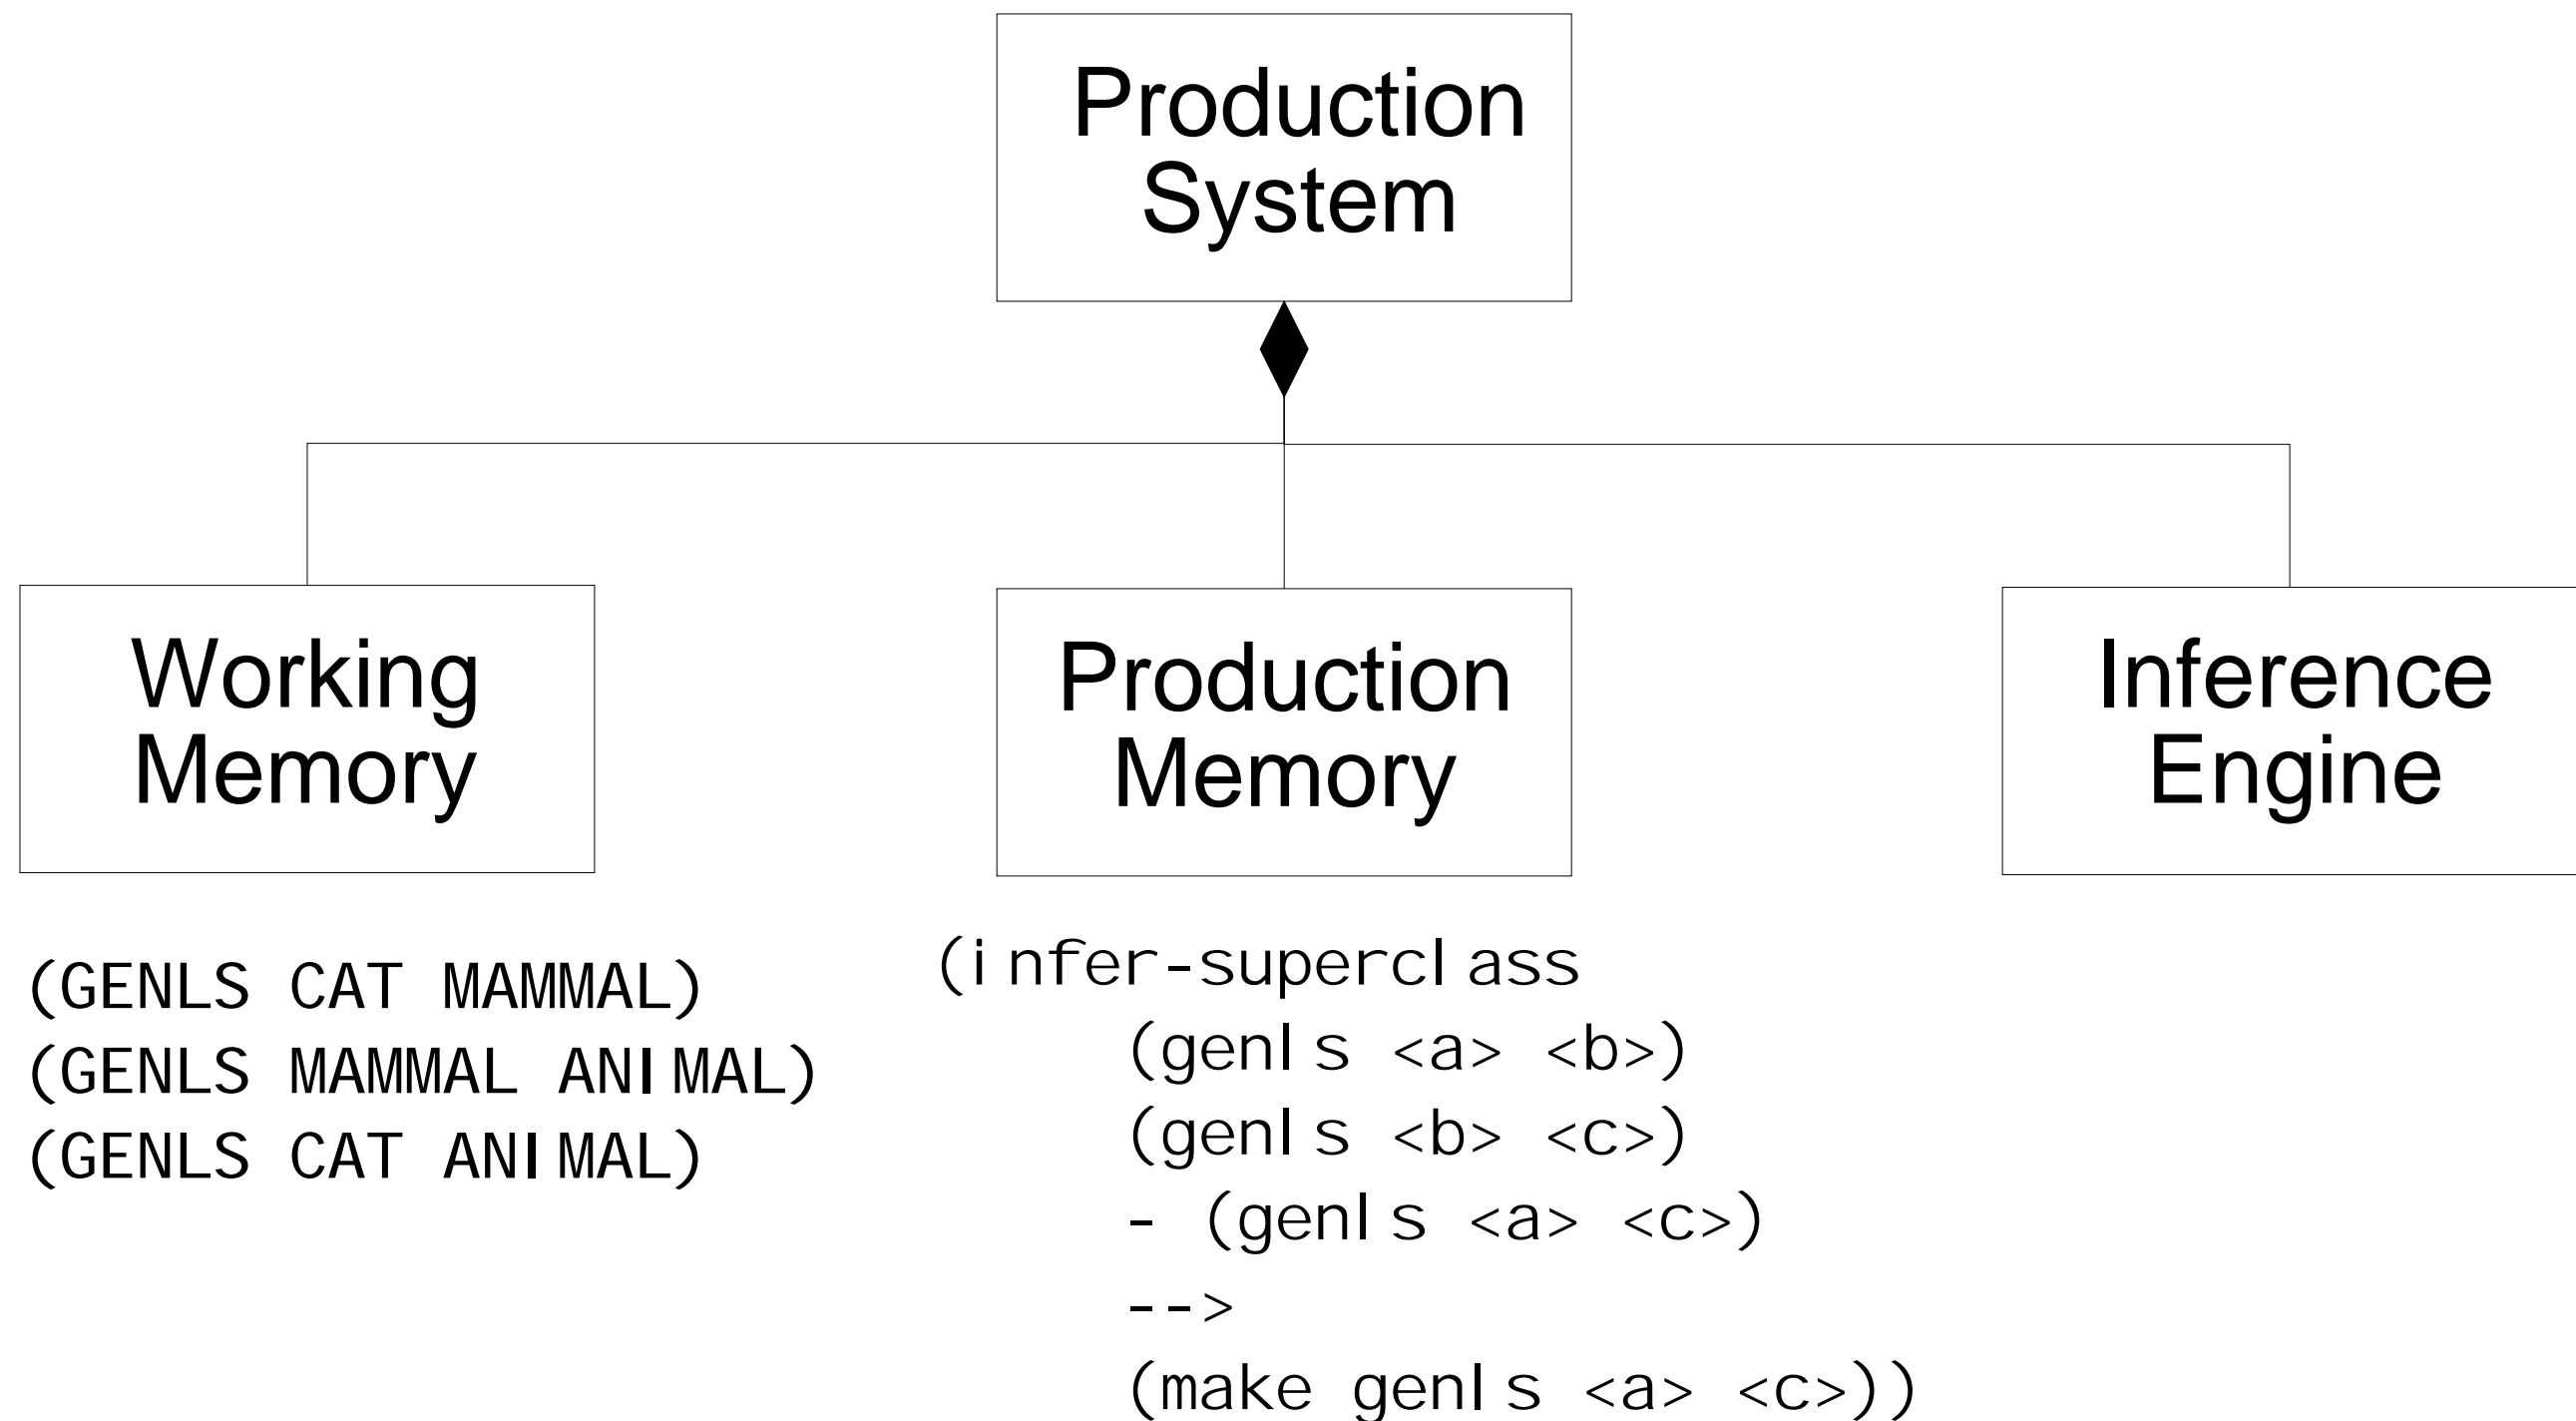 Production
System
Working
Memory
Production
Memory
Inference
Engine
(GENLS CAT MAMMAL)
(GENLS MAMMAL ANIMAL)
(GENLS CAT ANIMAL)
(infer-superclass
(genls <a> <b>)
(genls <b> <c>)
- (genls <a> <c>)
-->
(make genls <a> <c>))